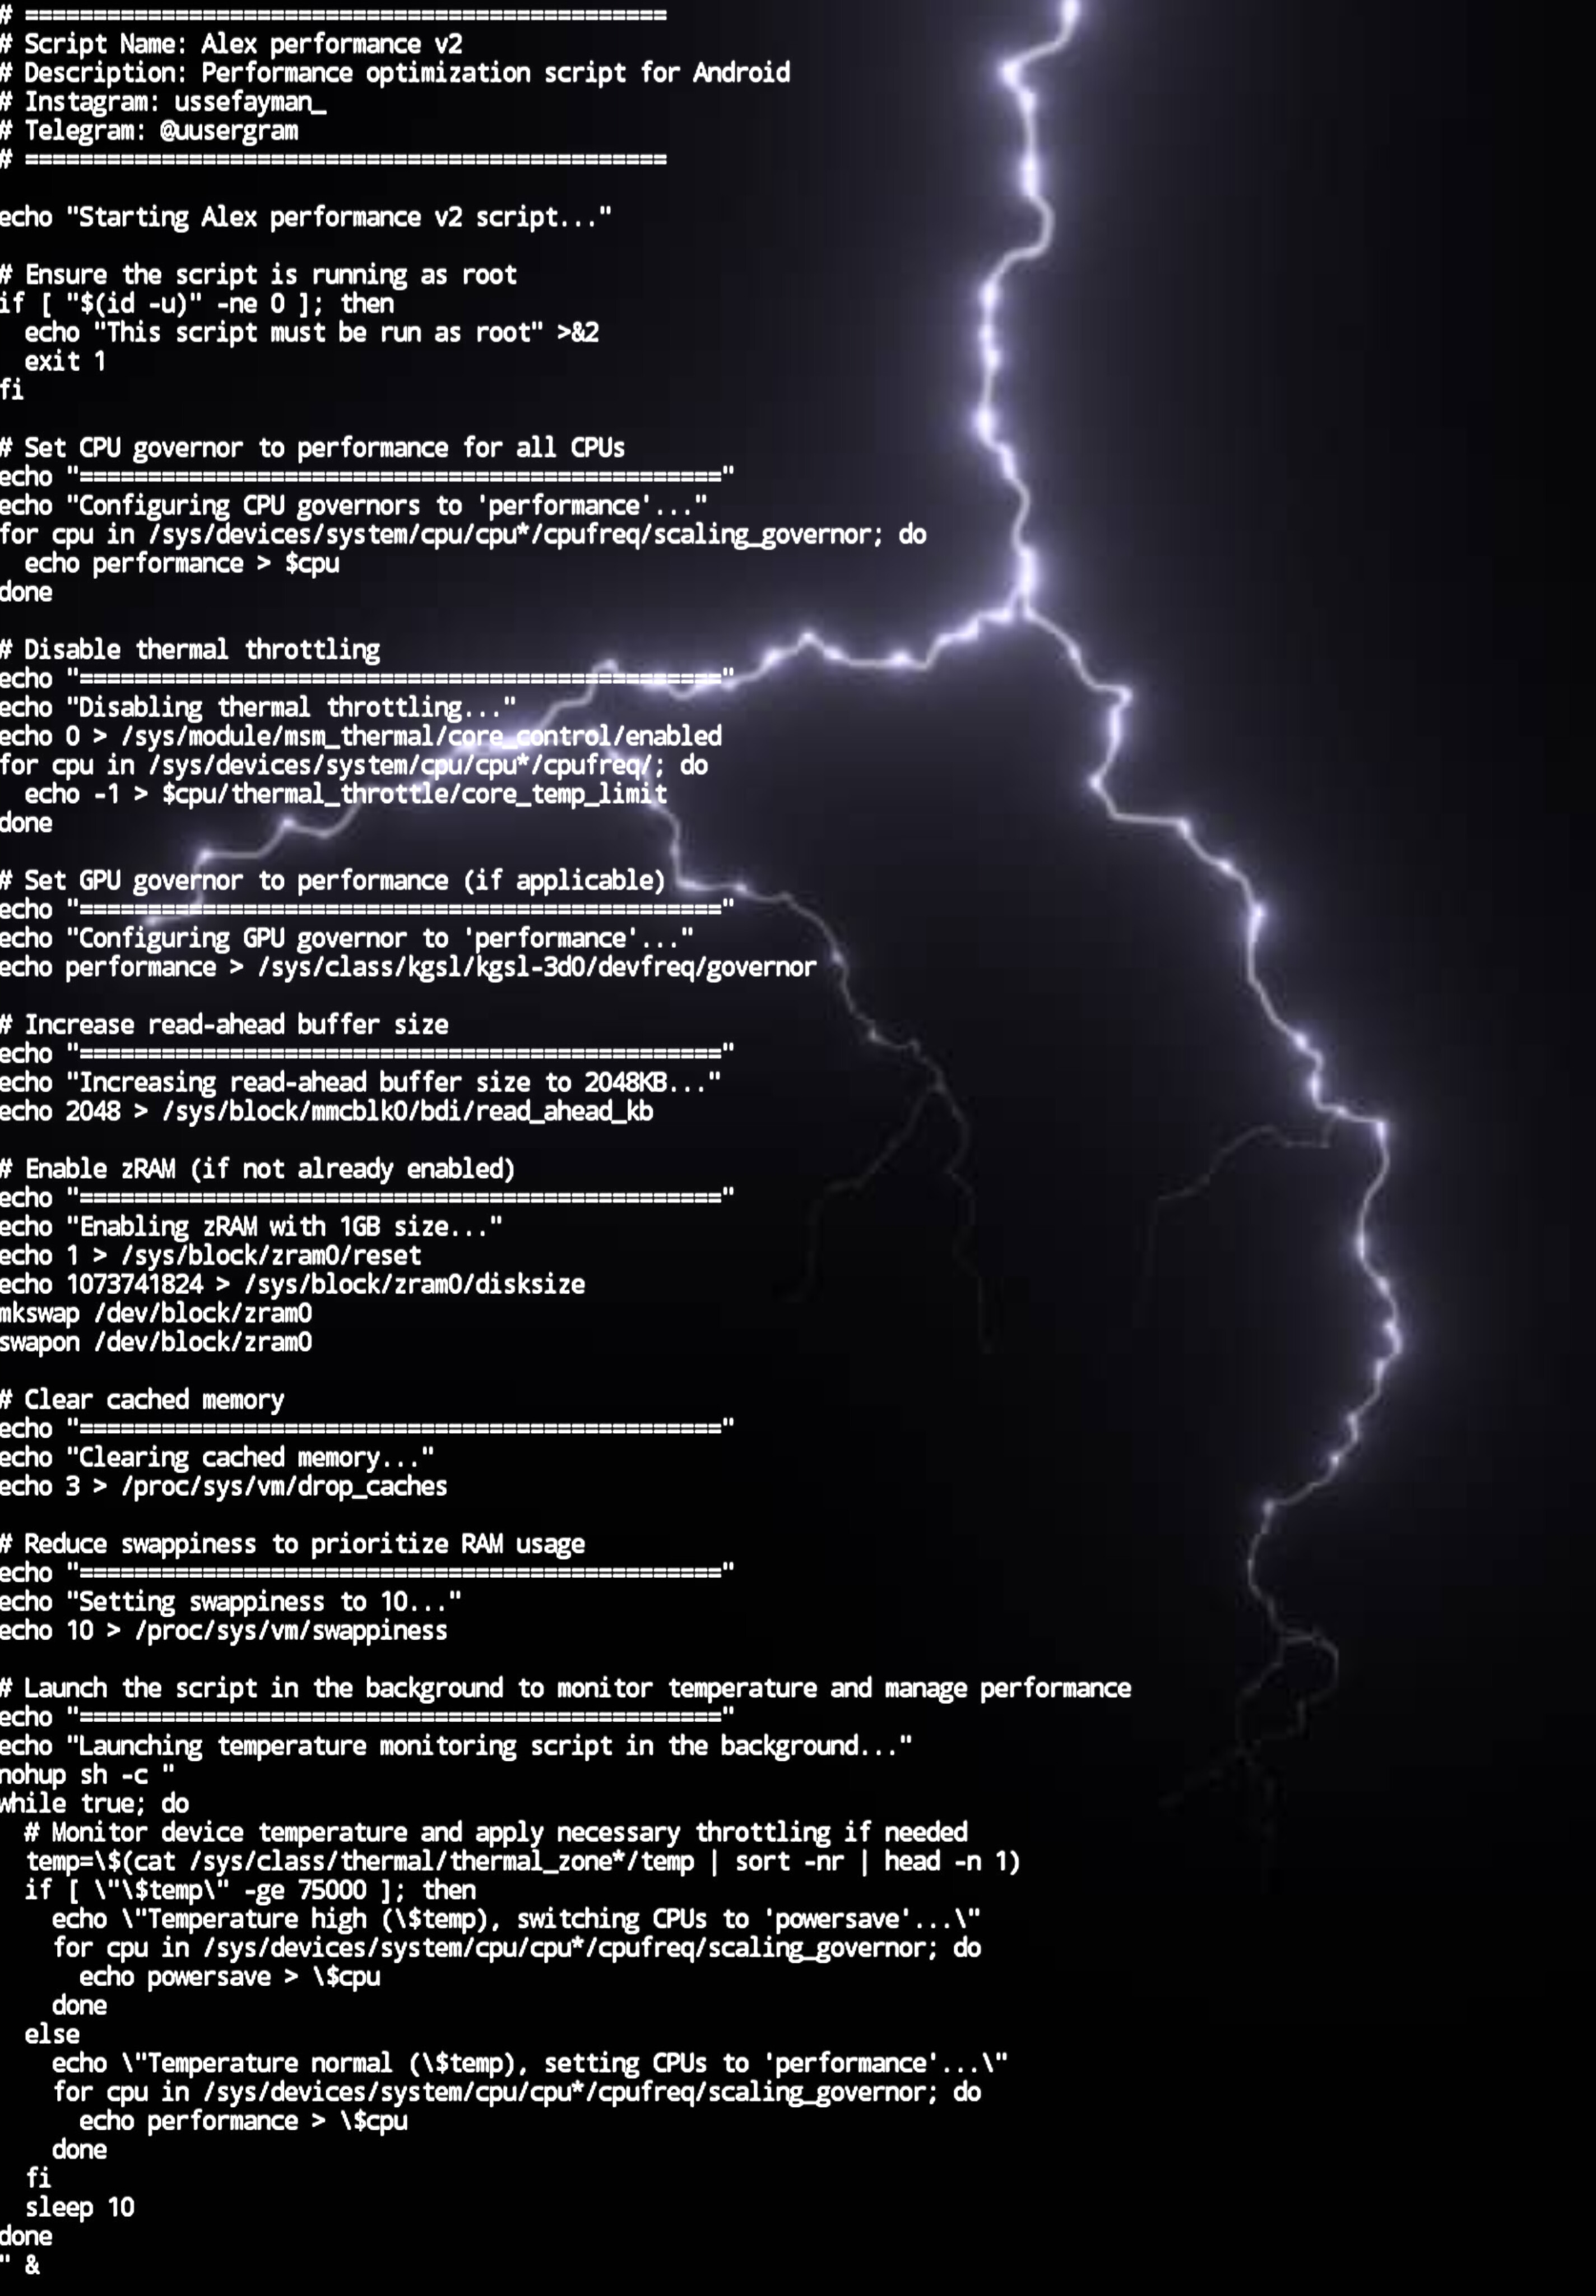 # ===============================================
# Script Name: Alex performance v2
# Description: Performance optimization script for Android
# Instagram: ussefayman_
# Telegram: @uusergram
# ===============================================
echo "Starting Alex performance v2 script..."
# Ensure the script is running as root
if [ "$(id -u)" -ne 0 ]; then
  echo "This script must be run as root" >&2
  exit 1
fi
# Set CPU governor to performance for all CPUs
echo "==============================================="
echo "Configuring CPU governors to 'performance'..."
for cpu in /sys/devices/system/cpu/cpu*/cpufreq/scaling_governor; do
  echo performance > $cpu
done
# Disable thermal throttling
echo "==============================================="
echo "Disabling thermal throttling..."
echo 0 > /sys/module/msm_thermal/core_control/enabled
for cpu in /sys/devices/system/cpu/cpu*/cpufreq/; do
  echo -1 > $cpu/thermal_throttle/core_temp_limit
done
# Set GPU governor to performance (if applicable)
echo "==============================================="
echo "Configuring GPU governor to 'performance'..."
echo performance > /sys/class/kgsl/kgsl-3d0/devfreq/governor
# Increase read-ahead buffer size
echo "==============================================="
echo "Increasing read-ahead buffer size to 2048KB..."
echo 2048 > /sys/block/mmcblk0/bdi/read_ahead_kb
# Enable zRAM (if not already enabled)
echo "==============================================="
echo "Enabling zRAM with 1GB size..."
echo 1 > /sys/block/zram0/reset
echo 1073741824 > /sys/block/zram0/disksize
mkswap /dev/block/zram0
swapon /dev/block/zram0
# Clear cached memory
echo "==============================================="
echo "Clearing cached memory..."
echo 3 > /proc/sys/vm/drop_caches
# Reduce swappiness to prioritize RAM usage
echo "==============================================="
echo "Setting swappiness to 10..."
echo 10 > /proc/sys/vm/swappiness
# Launch the script in the background to monitor temperature and manage performance
echo "==============================================="
echo "Launching temperature monitoring script in the background..."
nohup sh -c "
while true; do
  # Monitor device temperature and apply necessary throttling if needed
  temp=\$(cat /sys/class/thermal/thermal_zone*/temp | sort -nr | head -n 1)
  if [ \"\$temp\" -ge 75000 ]; then
    echo \"Temperature high (\$temp), switching CPUs to 'powersave'...\"
    for cpu in /sys/devices/system/cpu/cpu*/cpufreq/scaling_governor; do
      echo powersave > \$cpu
    done
  else
    echo \"Temperature normal (\$temp), setting CPUs to 'performance'...\"
    for cpu in /sys/devices/system/cpu/cpu*/cpufreq/scaling_governor; do
      echo performance > \$cpu
    done
  fi
  sleep 10
done
" &